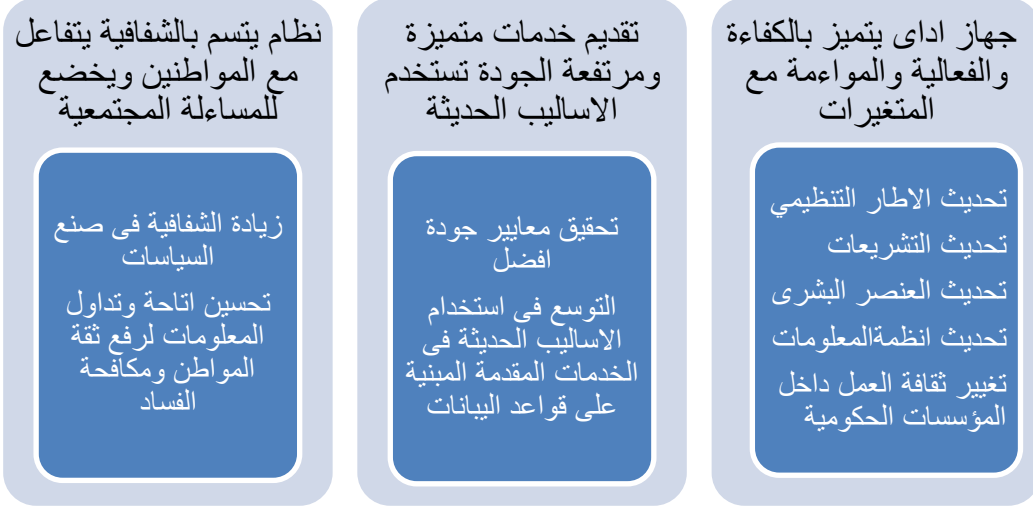 جهاز اداى يتميز بالكفاءة
والفعالية والمواءمة مع
المتغيرات
تحديث الاطار التنظيمي
تحديث التشريعات
تحديث العنصر البشرى
تحديث انظمةالمعلومات
تغيير ثقافة العمل داخل
المؤسسات الحكومية
تقديم خدمات متميزة
ومرتفعة الجودة تستخدم
الاساليب الحديثة
تحقيق معايير جودة
افضل
التوسع فى استخدام
الاساليب الحديثة فى
الخدمات المقدمة المبنية
على قواعد البيانات
نظام يتسم بالشفافية يتفاعل
مع المواطنين ويخضع
للمساءلة المجتمعية
زيادة الشفافية فى صنع
السياسات
تحسين اتاحة وتداول
المعلومات لرفع ثقة
المواطن ومكافحة
الفساد